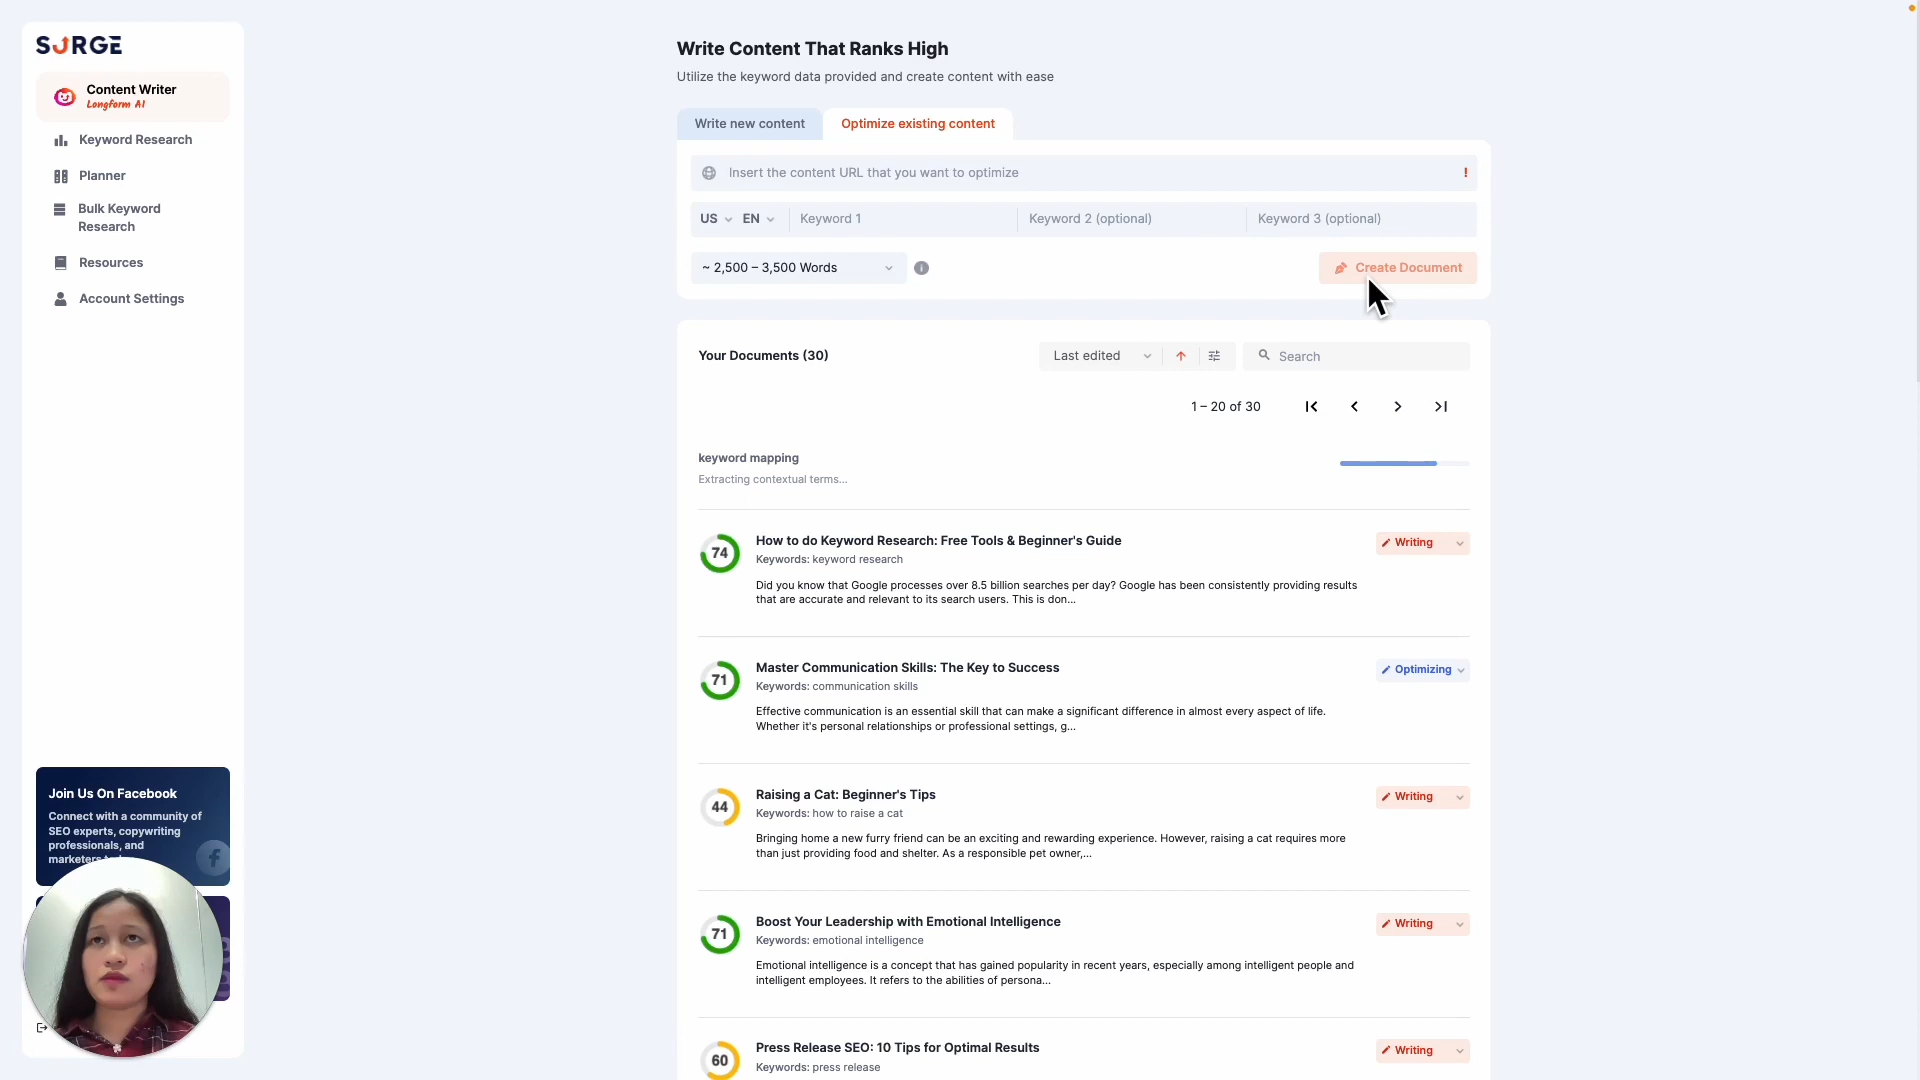 SURGE
Content Writer
Longform AI
Keyword Research
Planner
Bulk Keyword
Research
Resources
Account Settings
Join Us On Facebook
Connect with a community of
SEO experts, copywriting
professionals, and
Write Content That Ranks High
Utilize the keyword data provided and create content with ease
Write new content
Optimize existing content
Insert the content URL that you want to optimize
!
US EN Keyword 1 Keyword 2 (optional) Keyword 3 (optional)
~ 2,500 – 3,500 Words
i
Create Document
Your Documents (30)
Last edited
Search
1 – 20 of 30
keyword mapping
Extracting contextual terms...
74
How to do Keyword Research: Free Tools & Beginner's Guide
Writing
Keywords: keyword research
Did you know that Google processes over 8.5 billion searches per day? Google has been consistently providing results
that are accurate and relevant to its search users. This is don...
71
Master Communication Skills: The Key to Success
Optimizing
Keywords: communication skills
Effective communication is an essential skill that can make a significant difference in almost every aspect of life.
Whether it's personal relationships or professional settings, g...
44
Raising a Cat: Beginner's Tips
Writing
Keywords: how to raise a cat
Bringing home a new furry friend can be an exciting and rewarding experience. However, raising a cat requires more
than just providing food and shelter. As a responsible pet owner,...
71
Boost Your Leadership with Emotional Intelligence
Writing
Keywords: emotional intelligence
Emotional intelligence is a concept that has gained popularity in recent years, especially among intelligent people and
intelligent employees. It refers to the abilities of persona...
60
Press Release SEO: 10 Tips for Optimal Results
Writing
Keywords: press release